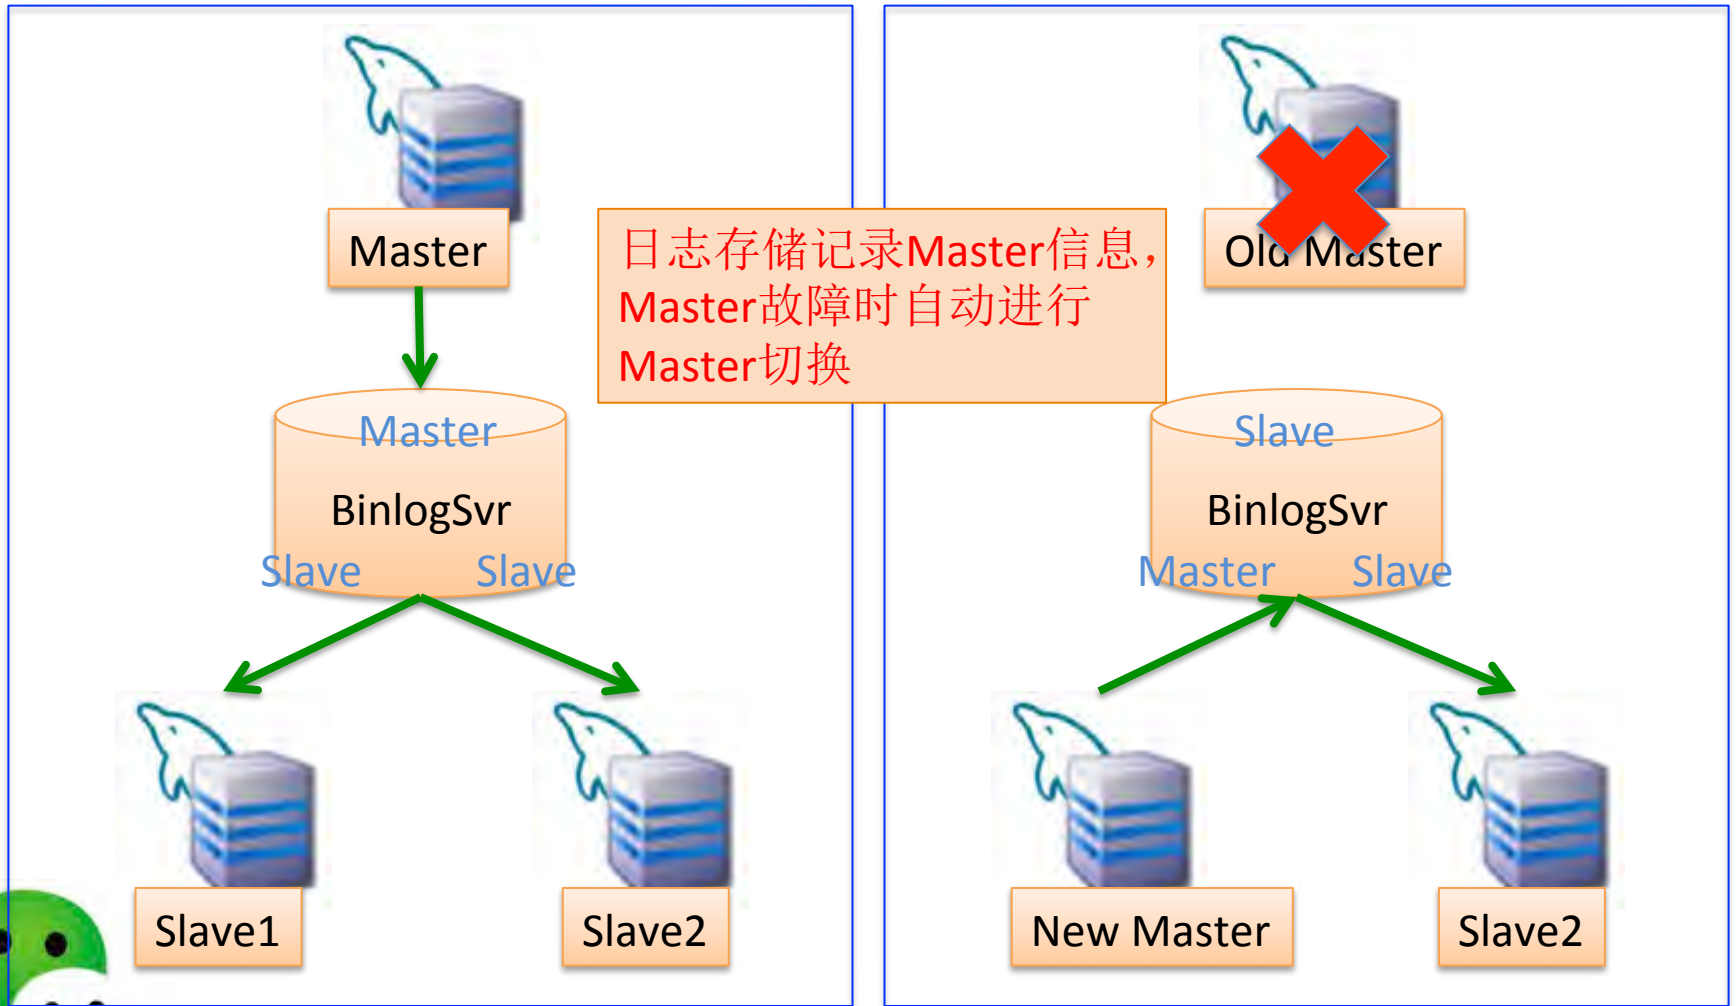 Master
Old Master
日志存储记录Master信息，
Master故障时自动进行
Master切换
Master
BinlogSvr
Slave
Slave
Slave
BinlogSvr
Master
Slave
Slave1
Slave2
New Master
Slave2